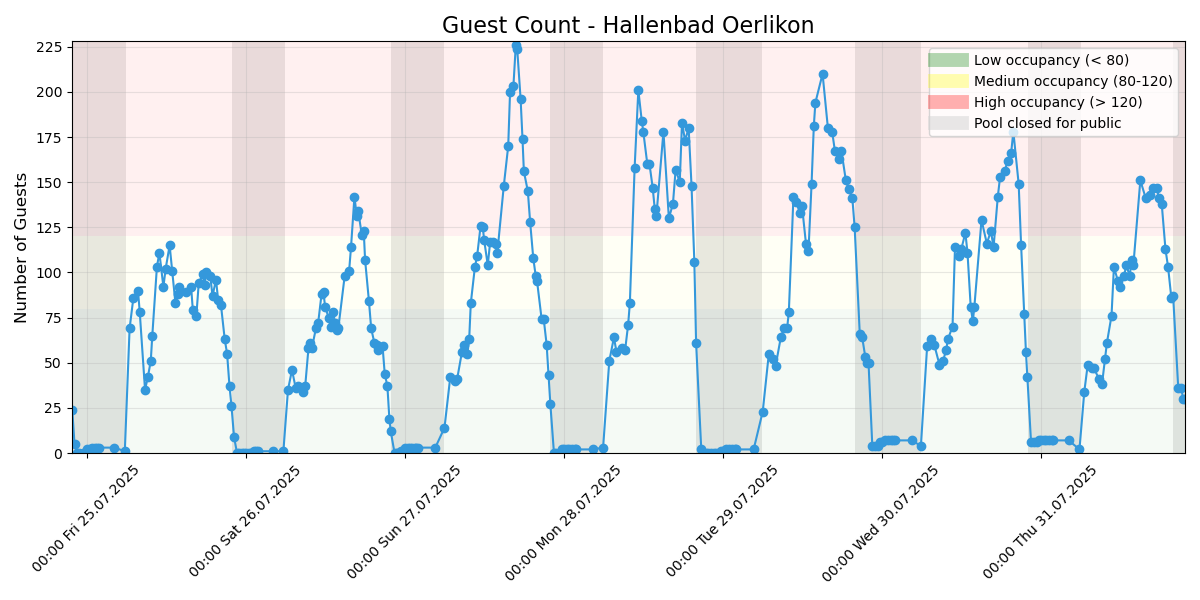 Guest Count - Hallenbad Oerlikon
Number of Guests
225
200
175
150
125
100
75
50
25
0
Low occupancy (< 80)
Medium occupancy (80-120)
High occupancy (> 120)
Pool closed for public
00:00 Fri 25.07.2025
00:00 Sat 26.07.2025
00:00 Sun 27.07.2025
00:00 Mon 28.07.2025
00:00 Tue 29.07.2025
00:00 Wed 30.07.2025
00:00 Thu 31.07.2025